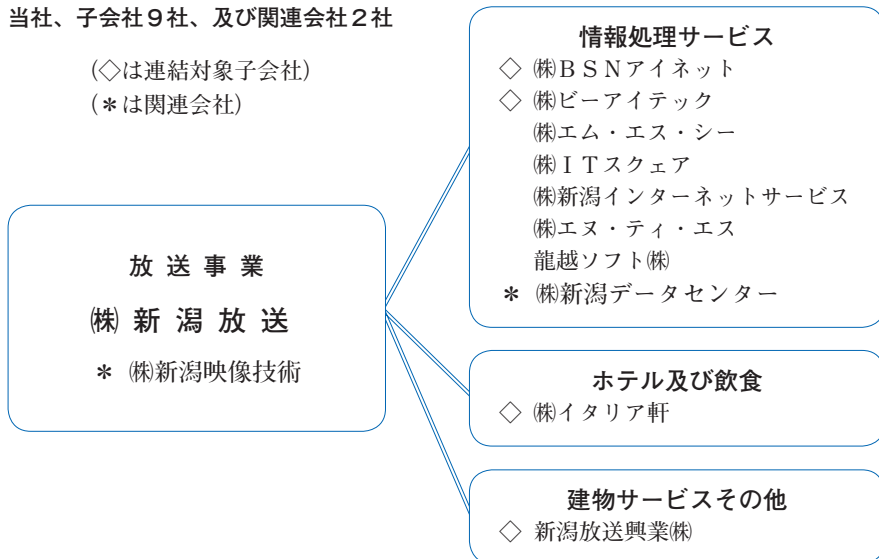 当社、子会社9社、及び関連会社2社
(◇は連結対象子会社)
(＊は関連会社)
放送事業
㈱新潟放送
＊ ㈱新潟映像技術
情報処理サービス
◇ ㈱ＢＳＮアイネット
◇ ㈱ビーアイテック
㈱エム・エス・シー
㈱ＩＴスクェア
㈱新潟インターネットサービス
㈱エヌ・ティ・エス
龍越ソフト㈱
＊ ㈱新潟データセンター
ホテル及び飲食
◇ ㈱イタリア軒
建物サービスその他
◇ 新潟放送興業㈱